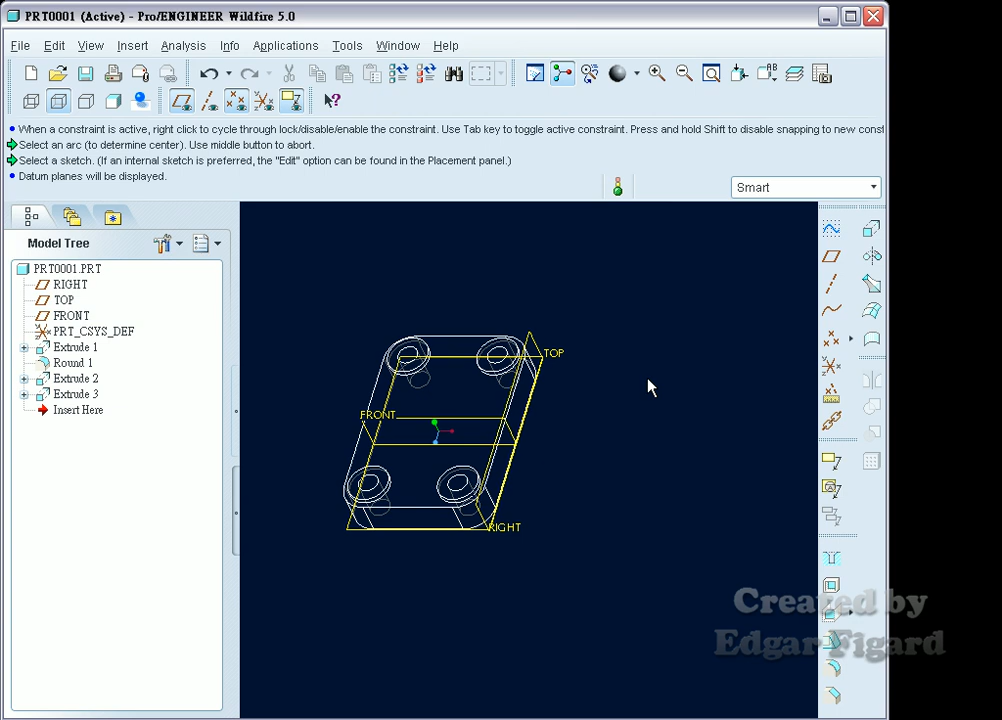 PRT0001 (Active) - Pro/ENGINEER Wildfire 5.0
File Edit View Insert Analysis Info Applications Tools Window Help
When a constraint is active, right click to cycle through lock/disable/enable the constraint. Use Tab key to toggle active constraint. Press and hold Shift to disable snapping to new const
Select an arc (to determine center). Use middle button to abort.
Select a sketch. (If an internal sketch is preferred, the "Edit" option can be found in the Placement panel.)
Datum planes will be displayed.
Smart
Model Tree
PRT0001.PRT
RIGHT
TOP
FRONT
PRT_CSYS_DEF
Extrude 1
Round 1
Extrude 2
Extrude 3
Insert Here
TOP
FRONT
RIGHT
Created by
Edgar Figard